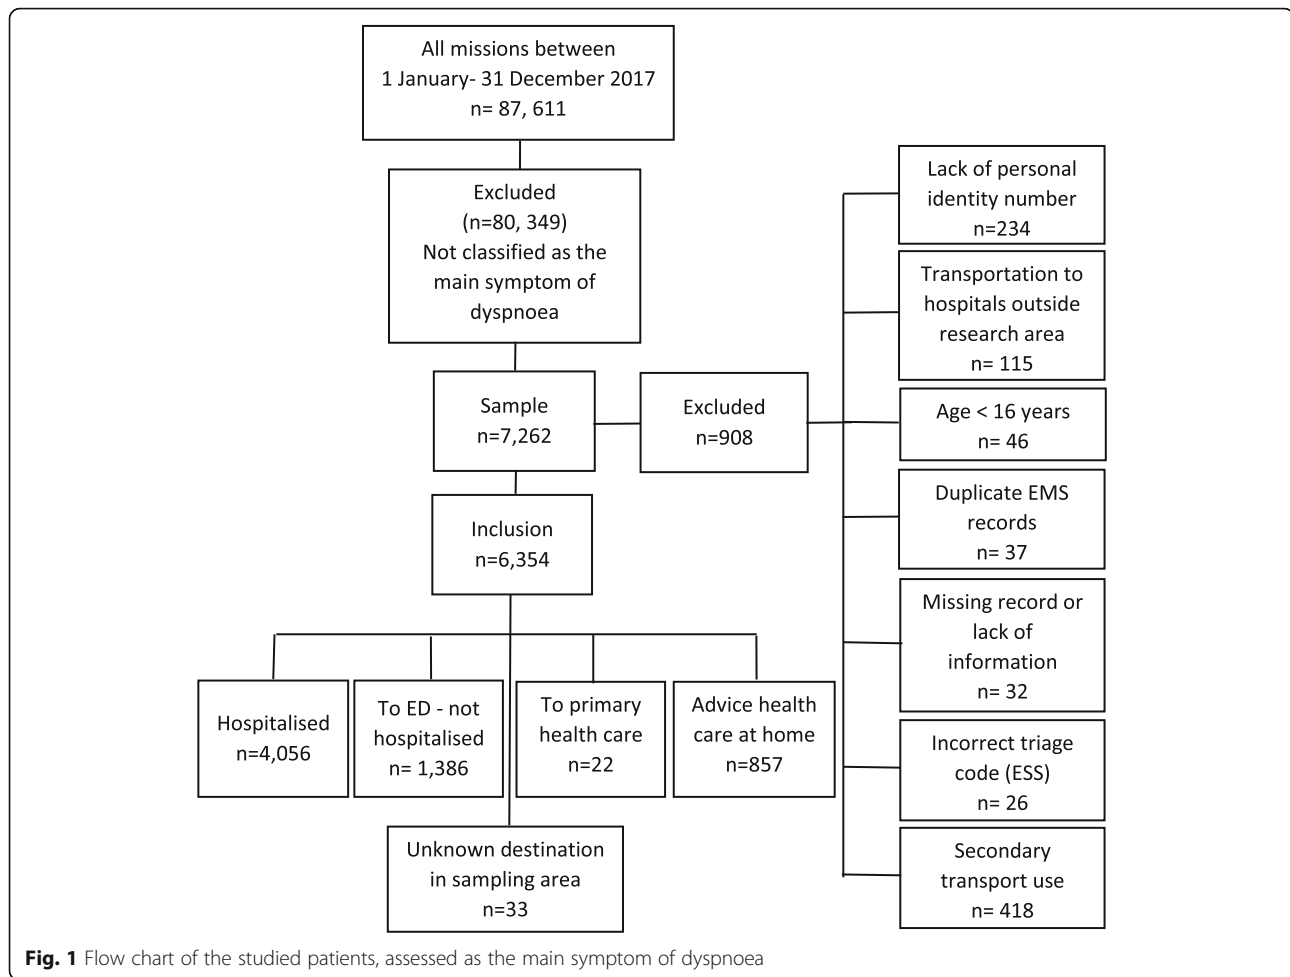 All missions between
1 January- 31 December 2017
n= 87, 611
Excluded
(n=80, 349)
Not classified as the
main symptom of
dyspnoea
Sample
n=7,262
Excluded
n=908
Lack of personal
identity number
n=234
Transportation to
hospitals outside
research area
n= 115
Age < 16 years
n= 46
Duplicate EMS
records
n= 37
Missing record or
lack of
information
n= 32
Incorrect triage
code (ESS)
n= 26
Secondary
transport use
n= 418
Inclusion
n=6,354
Hospitalised
n=4,056
To ED - not
hospitalised
n= 1,386
To primary
health care
n=22
Advice health
care at home
n=857
Unknown destination
in sampling area
n=33
Fig. 1 Flow chart of the studied patients, assessed as the main symptom of dyspnoea